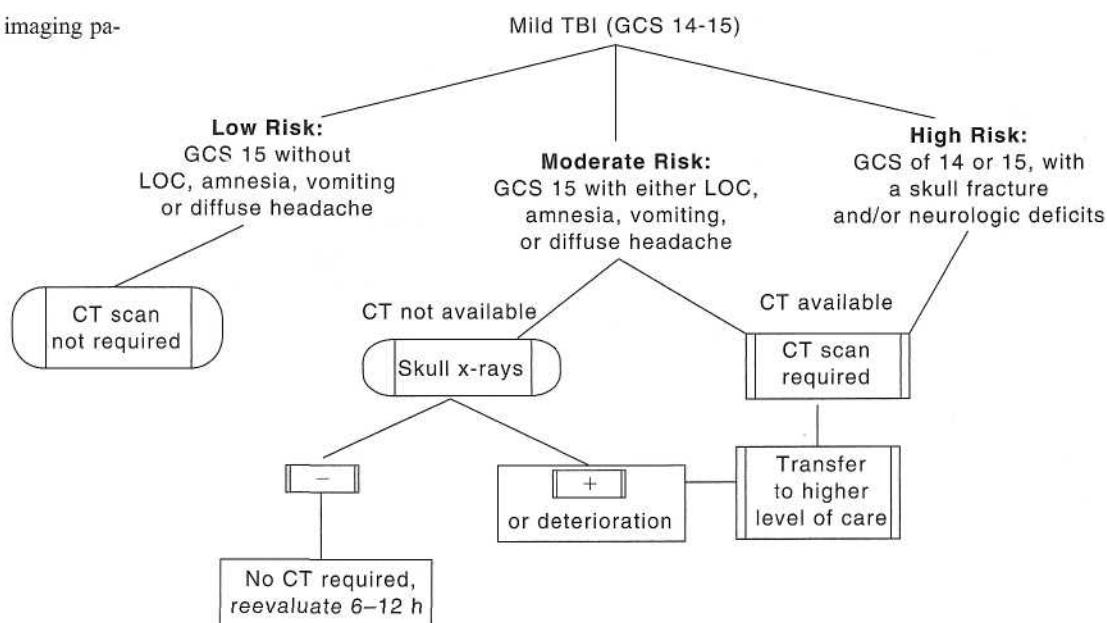 imaging pa-
Mild TBI (GCS 14-15)
Low Risk:
GCS 15 without
LOC, amnesia, vomiting
or diffuse headache
Moderate Risk:
GCS 15 with either LOC,
amnesia, vomiting,
or diffuse headache
High Risk:
GCS of 14 or 15, with
a skull fracture
and/or neurologic deficits
CT scan
not required
CT not available
Skull x-rays
CT available
CT scan
required
–
+
or deterioration
Transfer
to higher
level of care
No CT required,
reevaluate 6–12 h